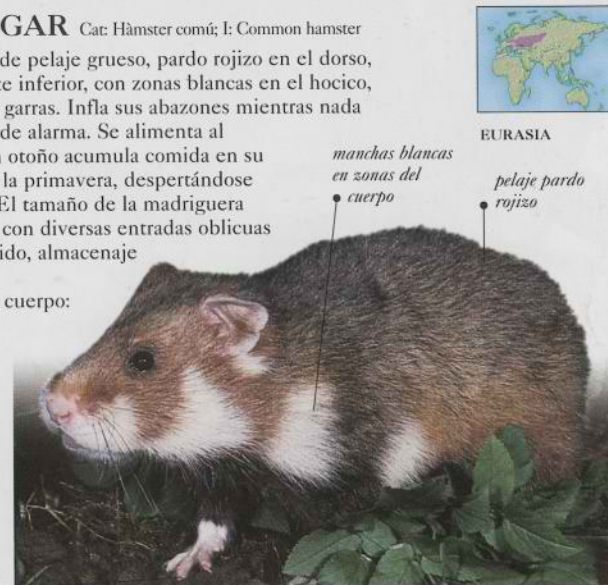 GAR Cat: Hàmster comú; I: Common hamster
de pelaje grueso, pardo rojizo en el dorso,
te inferior, con zonas blancas en el hocico,
garras. Infla sus abazones mientras nada
de alarma. Se alimenta al
otoño acumula comida en su
la primavera, despertándose
El tamaño de la madriguera
con diversas entradas oblicuas
ido, almacenaje
cuerpo:
EURASIA
manchas blancas
en zonas del
cuerpo
pelaje pardo
rojizo